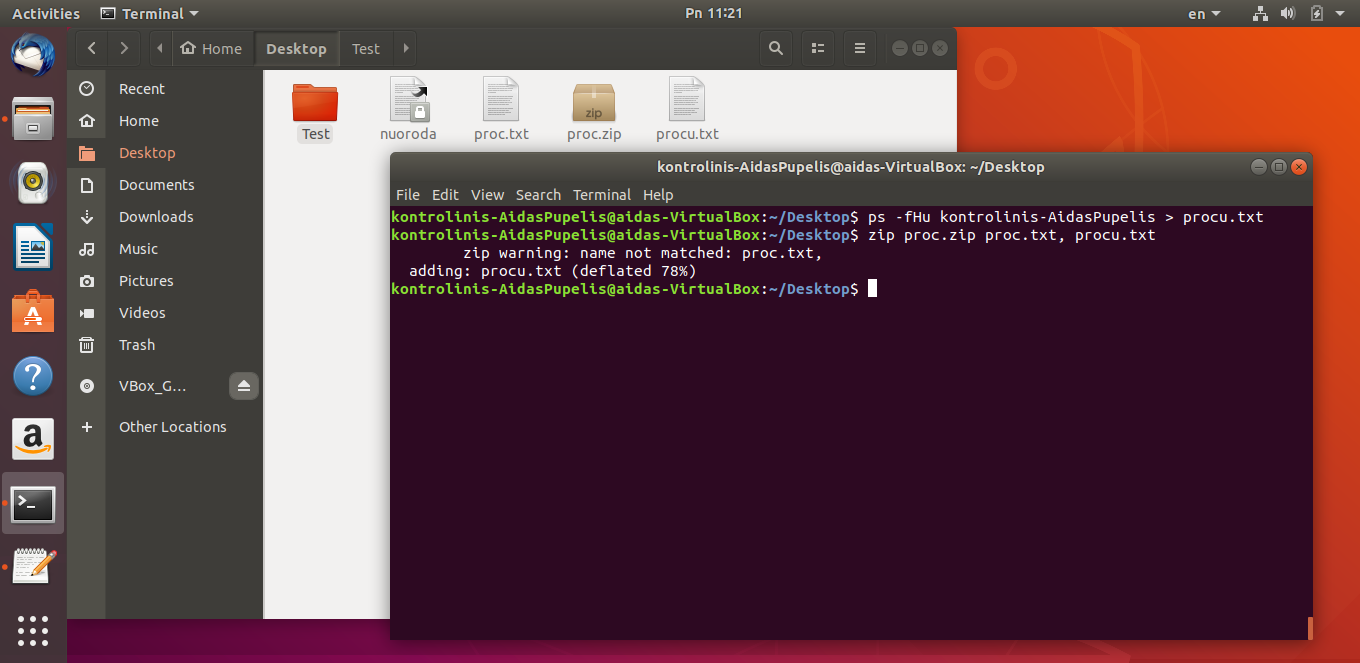 Activities Terminal Pn 11:21 en
Home Desktop Test
Recent
Home
Desktop
Documents
Downloads
Music
Pictures
Videos
Trash
VBox_G...
Other Locations
Test nuoroda proc.txt proc.zip procu.txt
zip
kontrolinis-AidasPupelis@aidas-VirtualBox: ~/Desktop
File Edit View Search Terminal Help
kontrolinis-AidasPupelis@aidas-VirtualBox:~/Desktop$ ps -fHu kontrolinis-AidasPupelis > procu.txt
kontrolinis-AidasPupelis@aidas-VirtualBox:~/Desktop$ zip proc.zip proc.txt, procu.txt
zip warning: name not matched: proc.txt,
adding: procu.txt (deflated 78%)
kontrolinis-AidasPupelis@aidas-VirtualBox:~/Desktop$